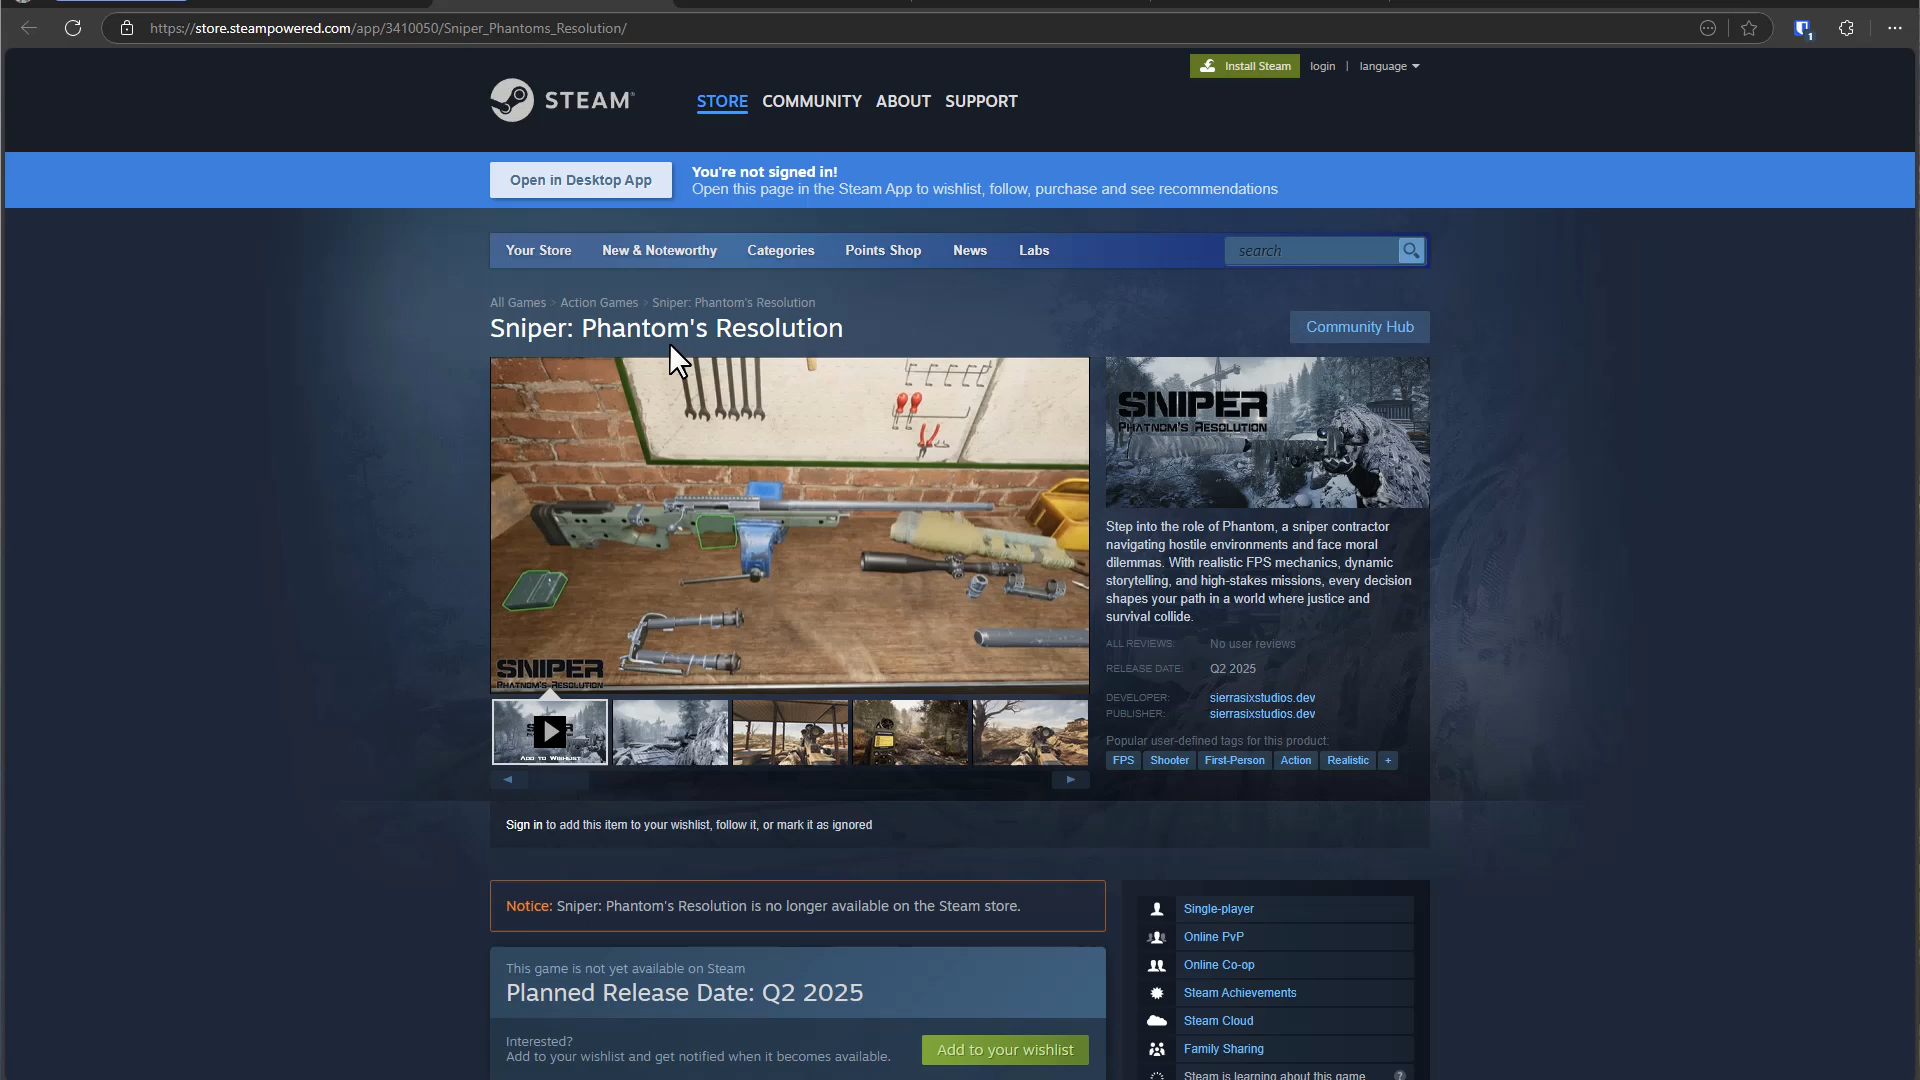 https://store.steampowered.com/app/3410050/Sniper_Phantoms_Resolution/
1
Install Steam
login | language
STEAM®
STORE COMMUNITY ABOUT SUPPORT
Open in Desktop App
You're not signed in!
Open this page in the Steam App to wishlist, follow, purchase and see recommendations
Your Store New & Noteworthy Categories Points Shop News Labs
search
All Games > Action Games > Sniper: Phantom's Resolution
Sniper: Phantom's Resolution
Community Hub
SNIPER
PHATNOM'S RESOLUTION
SNIPER
PHATNOM'S RESOLUTION
ADD TO WISHLIST
Step into the role of Phantom, a sniper contractor
navigating hostile environments and face moral
dilemmas. With realistic FPS mechanics, dynamic
storytelling, and high-stakes missions, every decision
shapes your path in a world where justice and
survival collide.
ALL REVIEWS: No user reviews
RELEASE DATE: Q2 2025
DEVELOPER: sierrasixstudios.dev
PUBLISHER: sierrasixstudios.dev
Popular user-defined tags for this product:
FPS Shooter First-Person Action Realistic +
Sign in to add this item to your wishlist, follow it, or mark it as ignored
Notice: Sniper: Phantom's Resolution is no longer available on the Steam store.
This game is not yet available on Steam
Planned Release Date: Q2 2025
Interested?
Add to your wishlist and get notified when it becomes available.
Add to your wishlist
Single-player
Online PvP
Online Co-op
Steam Achievements
Steam Cloud
Family Sharing
Steam is learning about this game ?